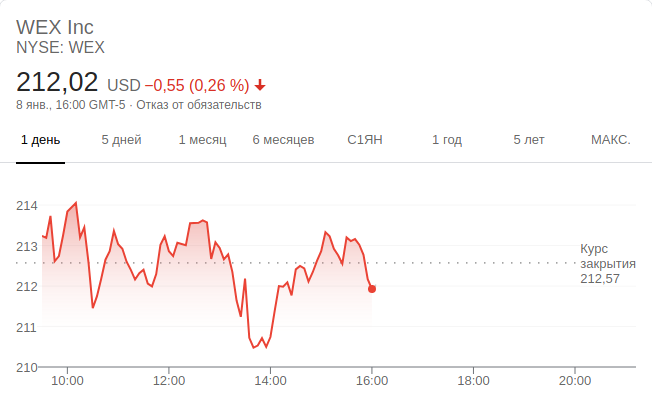 WEX Inc
NYSE: WEX
212,02 USD −0,55 (0,26 %)
8 янв., 16:00 GMT-5 · Отказ от обязательств
1 день 5 дней 1 месяц 6 месяцев С1ЯН 1 год 5 лет МАКС.
214
213
212
211
210
Курс
закрытия
212,57
10:00 12:00 14:00 16:00 18:00 20:00